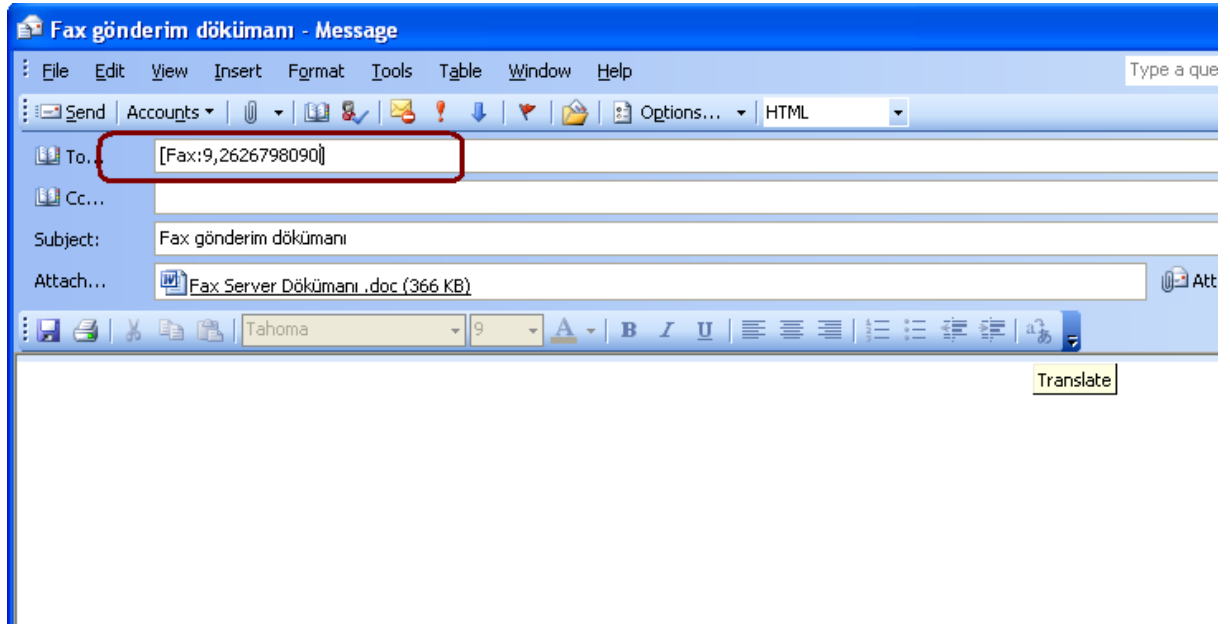 Fax gönderim dökümanı - Message
File Edit View Insert Format Tools Table Window Help Type a que
Send Accounts Options... HTML
To... [Fax:9,2626798090]
Cc...
Subject: Fax gönderim dökümanı
Attach... Fax Server Dökümanı .doc (366 KB) Att
Tahoma 9 A B I U
Translate